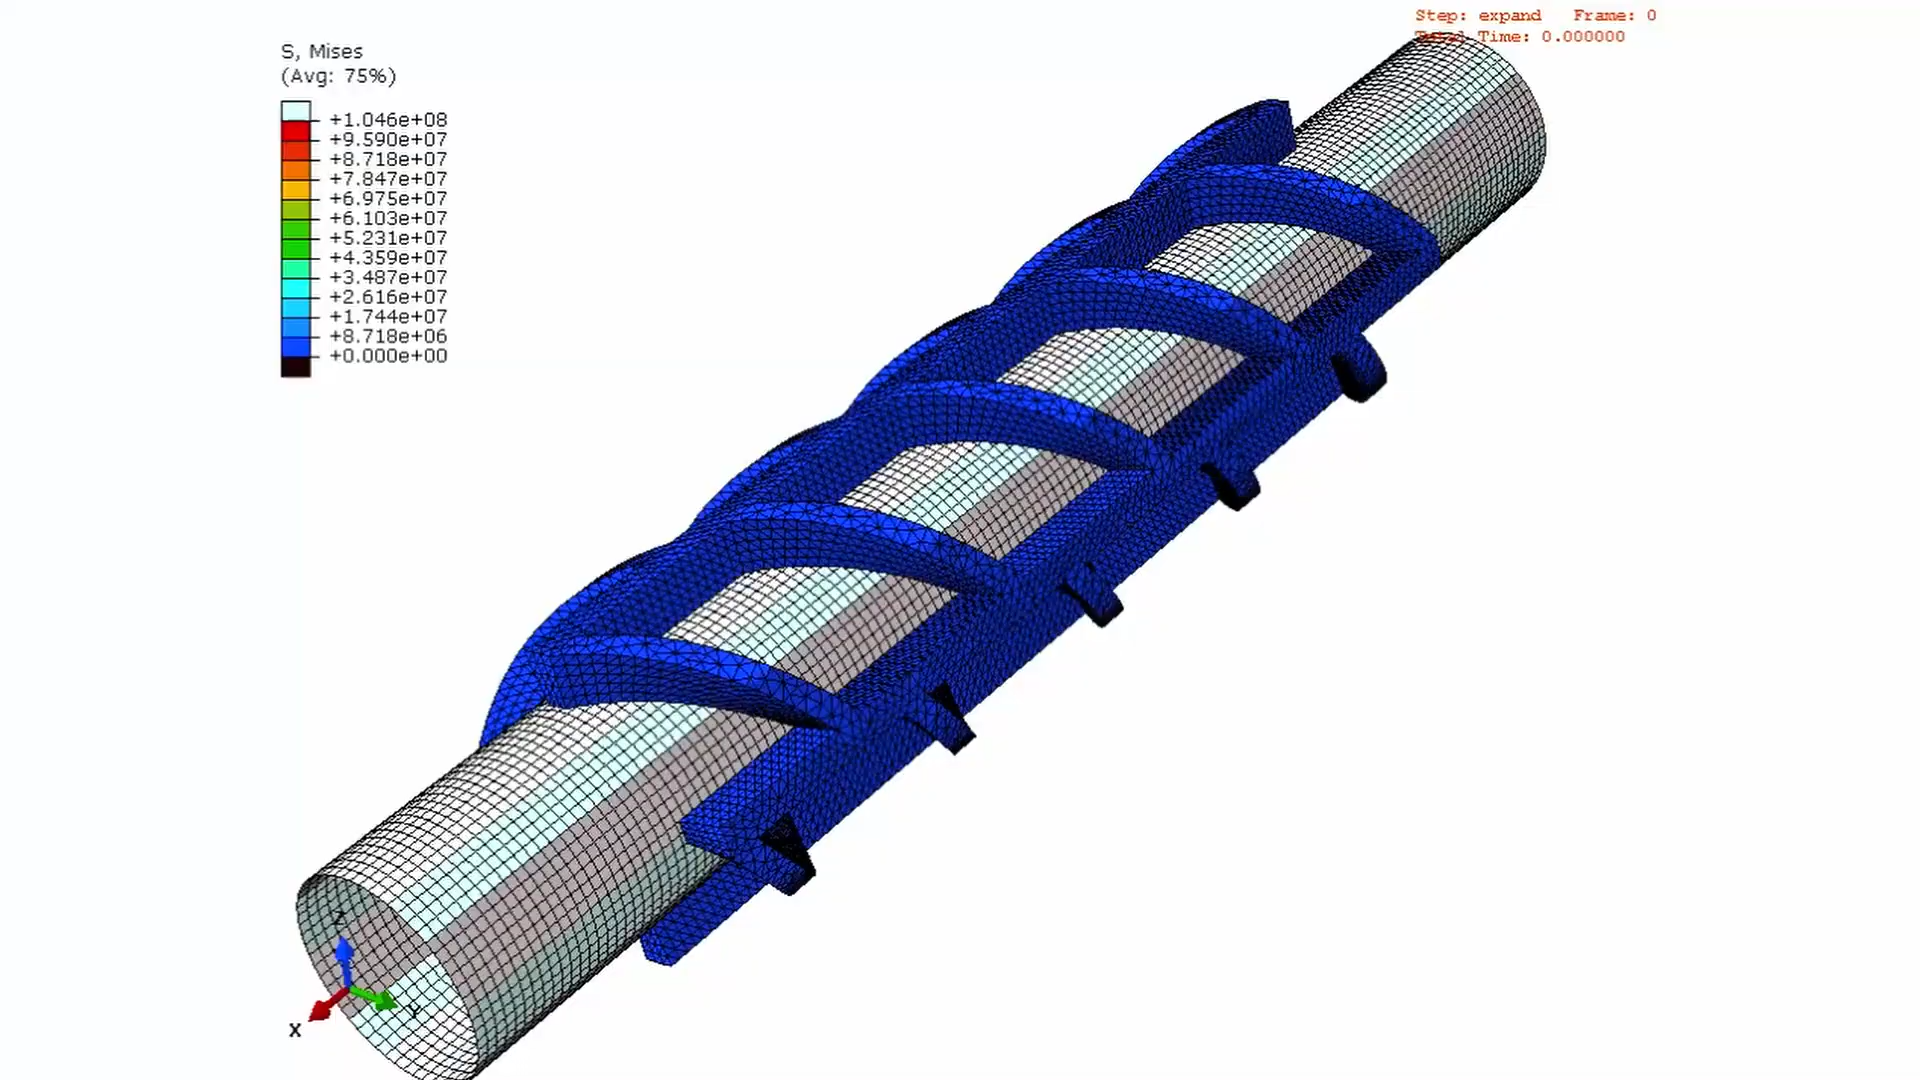 Step: expand Frame: 0
Total Time: 0.000000
S, Mises
(Avg: 75%)
+1.046e+08
+9.590e+07
+8.718e+07
+7.847e+07
+6.975e+07
+6.103e+07
+5.231e+07
+4.359e+07
+3.487e+07
+2.616e+07
+1.744e+07
+8.718e+06
+0.000e+00
Z
Y
X